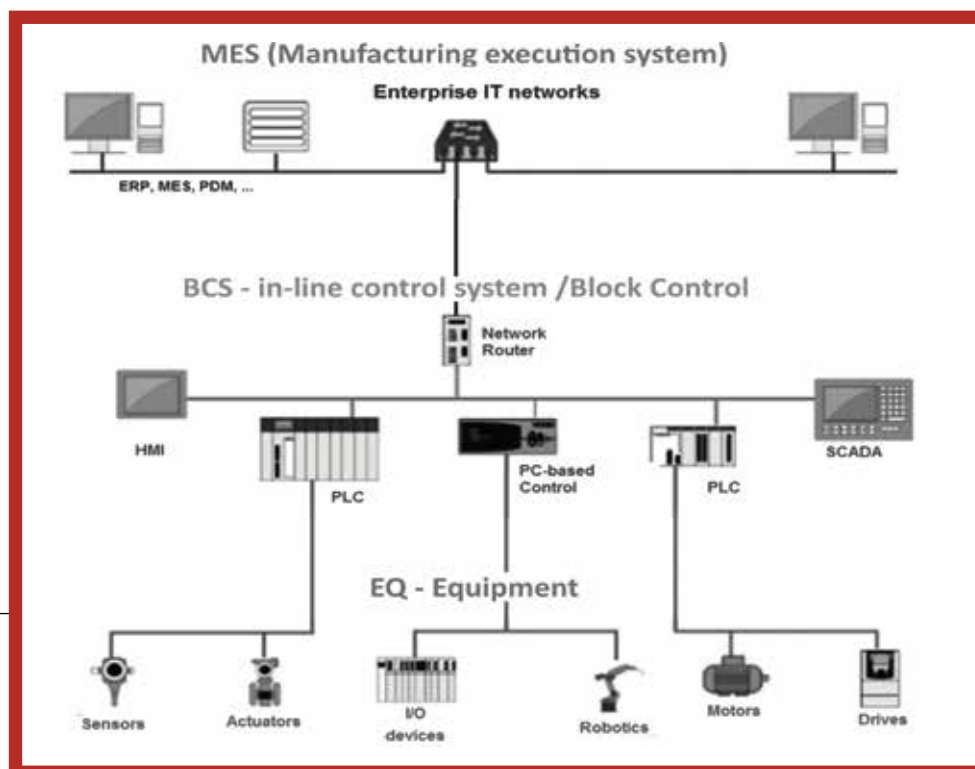 MES (Manufacturing execution system)
Enterprise IT networks
ERP, MES, PDM, ...
BCS - in-line control system /Block Control
Network
Router
HMI
SCADA
PLC
PC-based
Control
PLC
EQ - Equipment
Sensors
Actuators
I/O
devices
Robotics
Motors
Drives